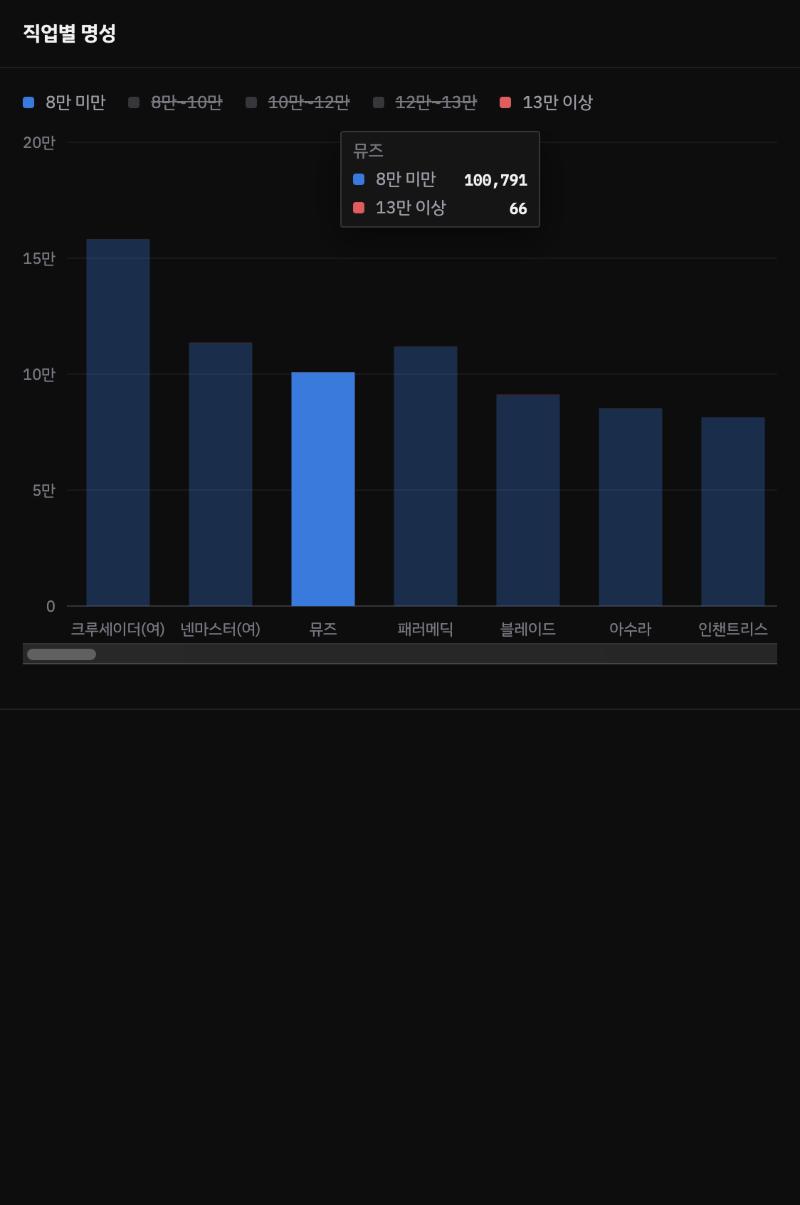 직업별 명성
8만 미만 8만~10만 10만~12만 12만~13만 13만 이상
20만
뮤즈
8만 미만 100,791
13만 이상 66
15만
10만
5만
0
크루세이더(여) 넨마스터(여) 뮤즈 패러메딕 블레이드 아수라 인챈트리스